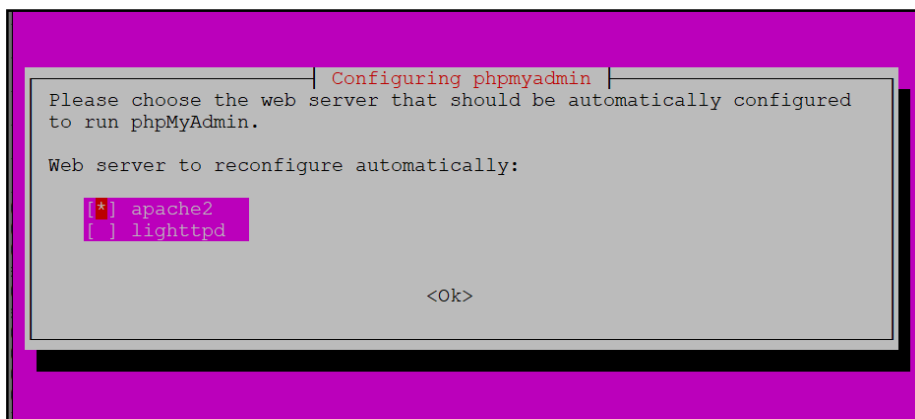 Configuring phpmyadmin
Please choose the web server that should be automatically configured
to run phpMyAdmin.
Web server to reconfigure automatically:
[*] apache2
[ ] lighttpd
<Ok>